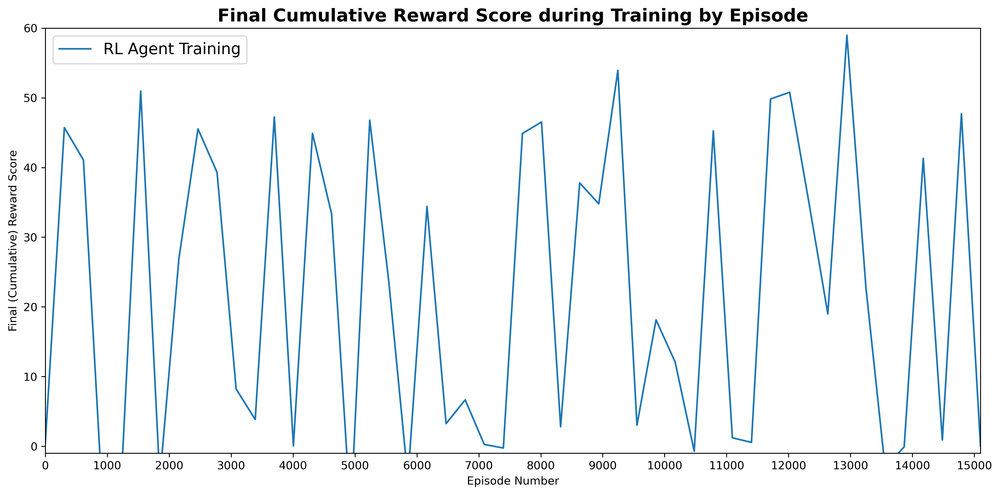 Final Cumulative Reward Score during Training by Episode
RL Agent Training
Final (Cumulative) Reward Score
60
50
40
30
20
10
0
0 1000 2000 3000 4000 5000 6000 7000 8000 9000 10000 11000 12000 13000 14000 15000
Episode Number